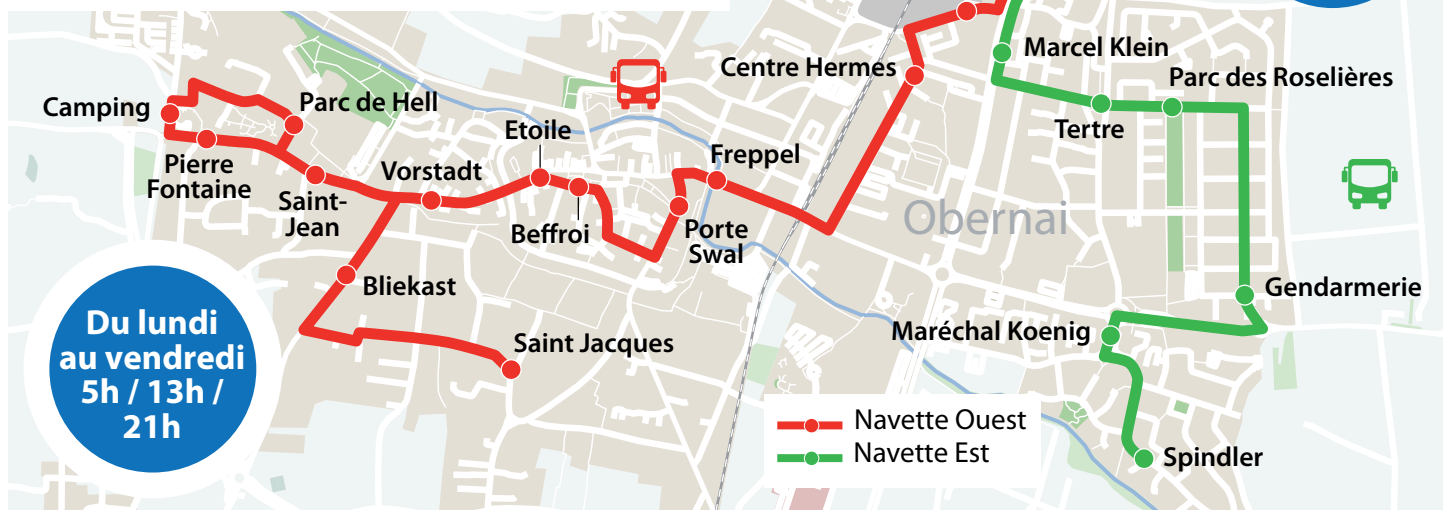 Marcel Klein
Centre Hermes
Parc des Roselières
Camping
Parc de Hell
Etoile
Tertre
Freppel
Pierre
Fontaine
Vorstadt
Saint-
Jean
Obernai
Beffroi
Porte
Swal
Bliekast
Gendarmerie
Du lundi
au vendredi
5h / 13h /
21h
Maréchal Koenig
Saint Jacques
Navette Ouest
Navette Est
Spindler